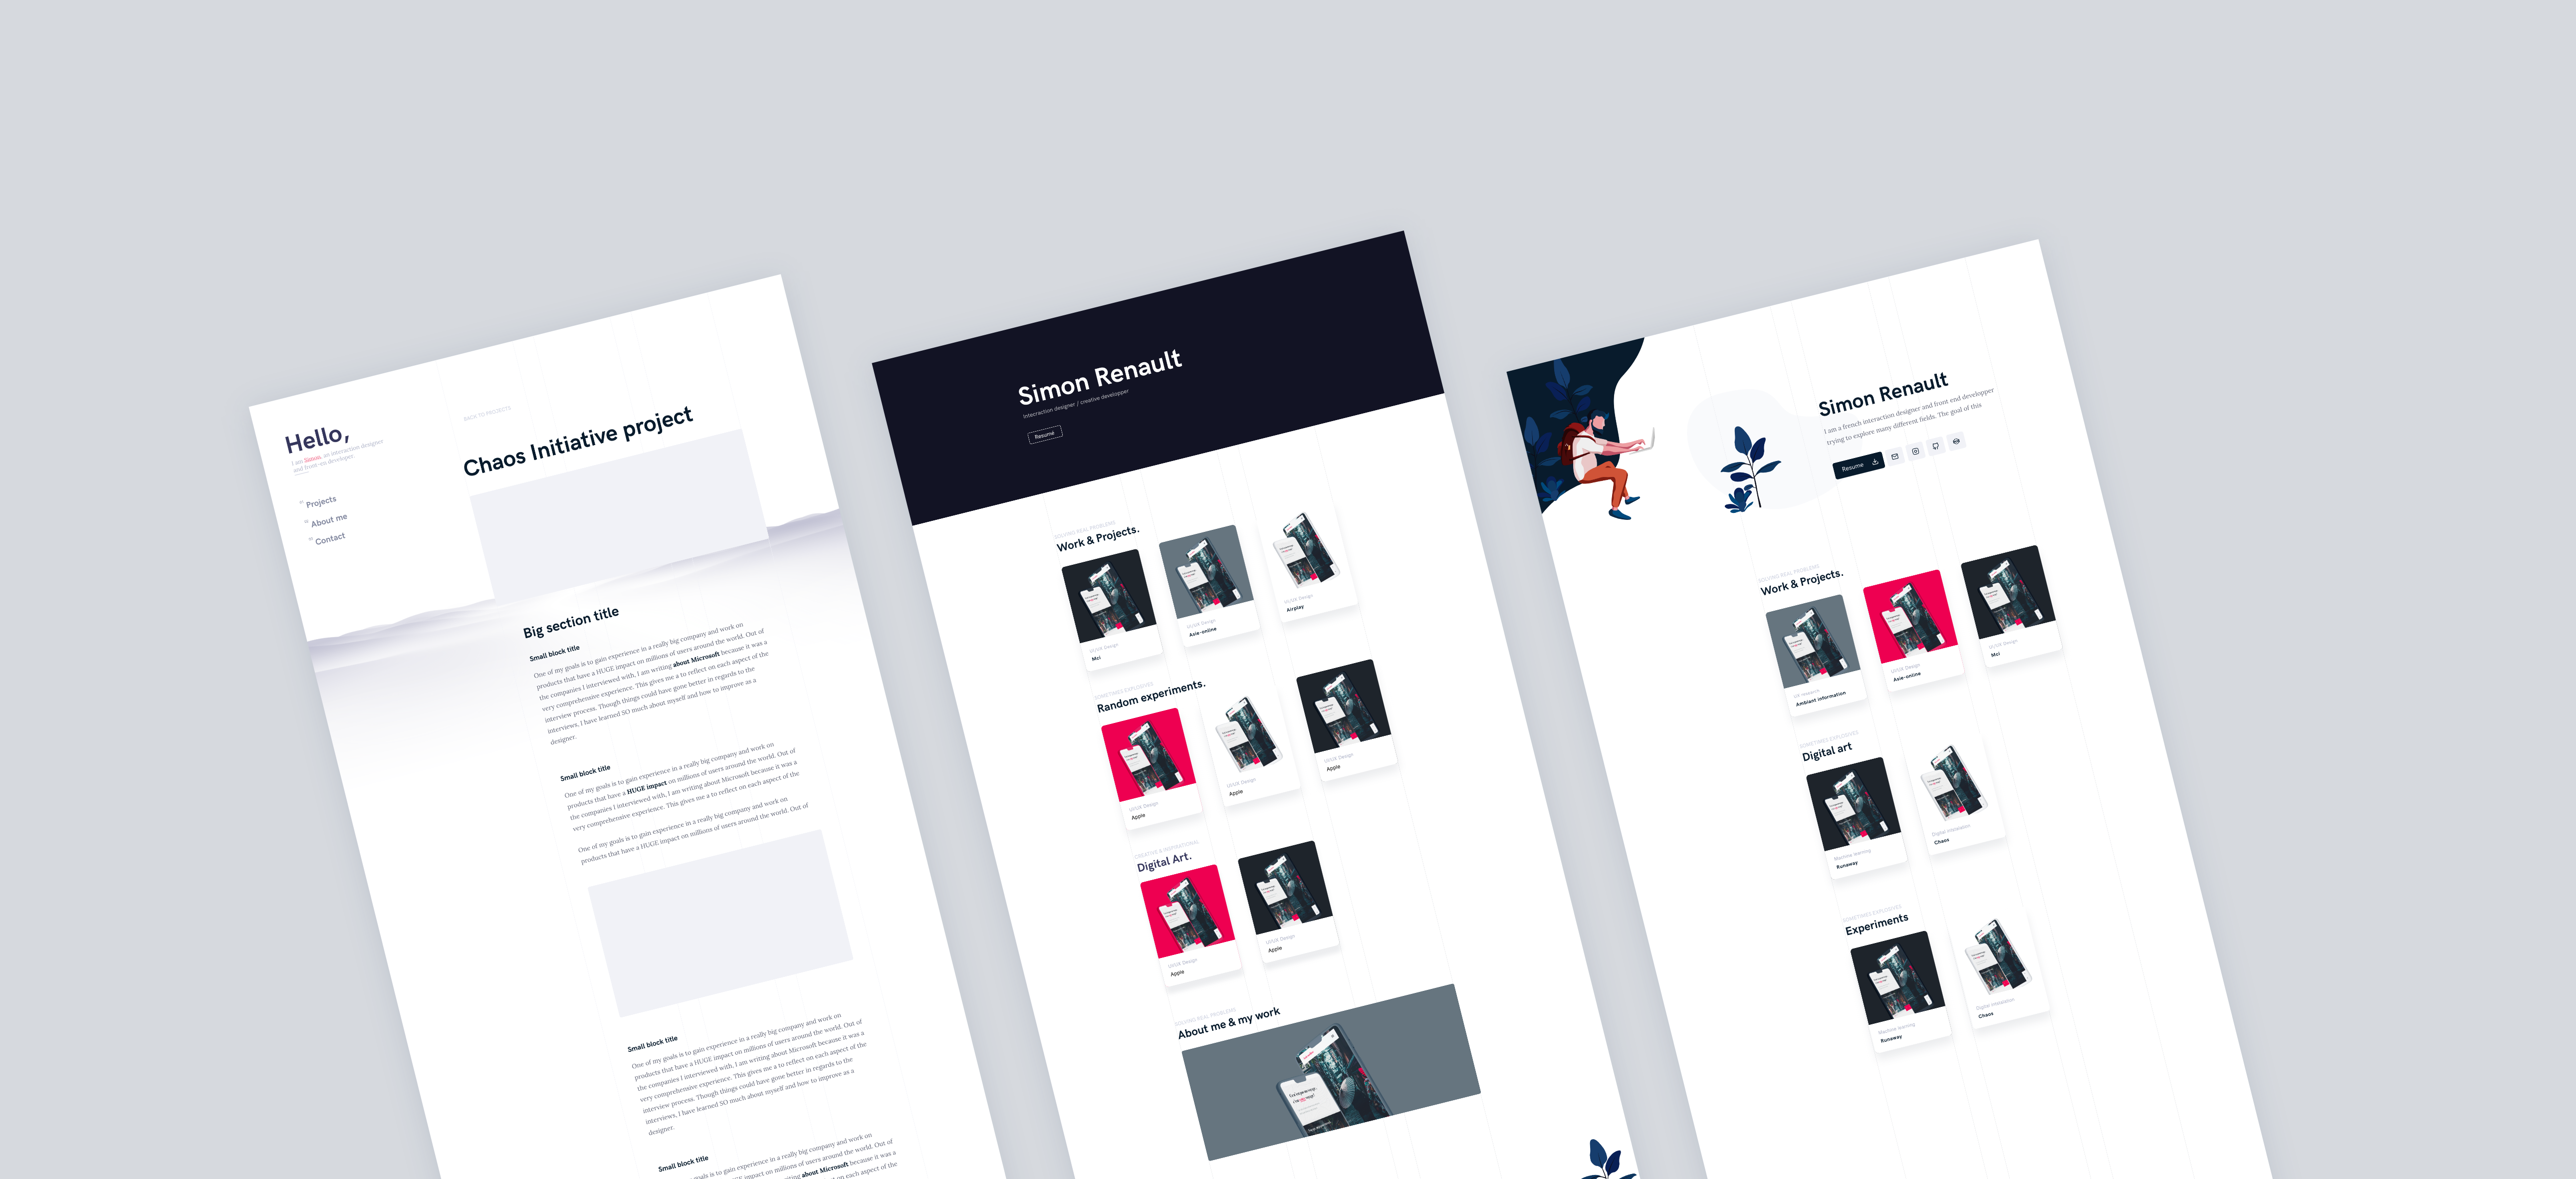 Hello,
I am Simon, an interaction designer
and front-en developer.
Projects
About me
Contact
BACK TO PROJECTS
Chaos Initiative project
Big section title
Small block title
One of my goals is to gain experience in a really big company and work on
products that have a HUGE impact on millions of users around the world. Out of
the companies I interviewed with, I am writing about Microsoft because it was a
very comprehensive experience. This gives me a to reflect on each aspect of the
interview process. Though things could have gone better in regards to the
interviews, I have learned SO much about myself and how to improve as a
designer.
Small block title
One of my goals is to gain experience in a really big company and work on
products that have a HUGE impact on millions of users around the world. Out of
the companies I interviewed with, I am writing about Microsoft because it was a
very comprehensive experience. This gives me a to reflect on each aspect of the
One of my goals is to gain experience in a really big company and work on
products that have a HUGE impact on millions of users around the world. Out of
Small block title
One of my goals is to gain experience in a really big company and work on
products that have a HUGE impact on millions of users around the world. Out of
the companies I interviewed with, I am writing about Microsoft because it was a
very comprehensive experience. This gives me a to reflect on each aspect of the
interview process. Though things could have gone better in regards to the
interviews, I have learned SO much about myself and how to improve as a
designer.
Small block title
goals is to gain experience in a really big company and work on
impact on millions of users around the world. Out of
writing about Microsoft because it was a
on each aspect of the
Simon Renault
Interraction designer / creative developper
Resumé
SOLVING REAL PROBLEMS
Work & Projects.
UI/UX Design
Mci
UI/UX Design
Asie-online
UI/UX Design
Airplay
SOMETIMES EXPLOSIVES
Random experiments.
UI/UX Design
Apple
UI/UX Design
Apple
UI/UX Design
Apple
CREATIVE & INSPIRATIONAL
Digital Art.
UI/UX Design
Apple
UI/UX Design
Apple
SOLVING REAL PROBLEMS
About me & my work
Simon Renault
I am a french interaction designer and front end developper
trying to explore many different fields. The goal of this
Resume
SOLVING REAL PROBLEMS
Work & Projects.
Ambiant information
UI/UX Design
Asie-online
UI/UX Design
Mci
SOMETIMES EXPLOSIVES
Digital art
Machine learning
Runaway
Digital installation
Chaos
SOMETIMES EXPLOSIVES
Experiments
Machine learning
Runaway
Digital installation
Chaos